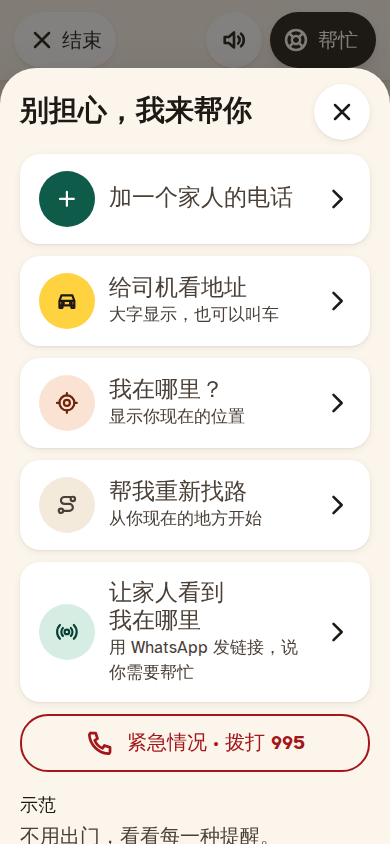 结束
帮忙
别担心，我来帮你
加一个家人的电话
给司机看地址
大字显示，也可以叫车
我在哪里？
显示你现在的位置
帮我重新找路
从你现在的地方开始
让家人看到
我在哪里
用 WhatsApp 发链接，说
你需要帮忙
紧急情况 • 拨打 995
示范
不用出门，看看每一种提醒。